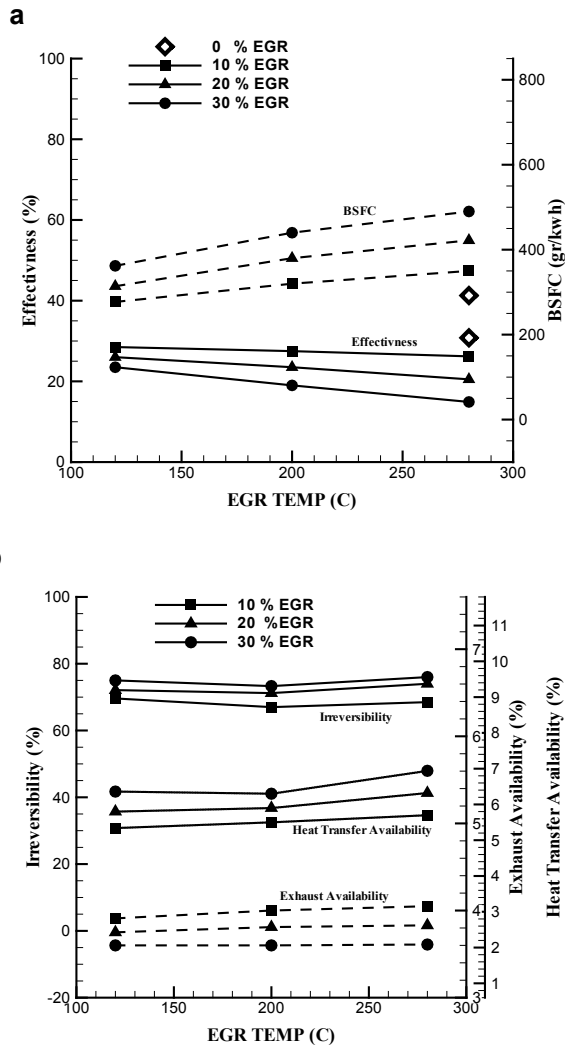 a
0 % EGR
10 % EGR
20 % EGR
30 % EGR
100
80
60
40
20
0
Effectivness (%)
800
600
400
200
0
BSFC (gr/kwh)
BSFC
Effectivness
100
150
200
250
300
EGR TEMP (C)
10 % EGR
20 %EGR
30 % EGR
100
80
60
40
20
0
-20
Irreversibility (%)
7
6
5
4
3
Exhaust Availability (%)
11
10
9
8
7
6
5
4
3
2
1
Heat Transfer Availability (%)
Irreversibility
Heat Transfer Availability
Exhaust Availability
100
150
200
250
300
EGR TEMP (C)